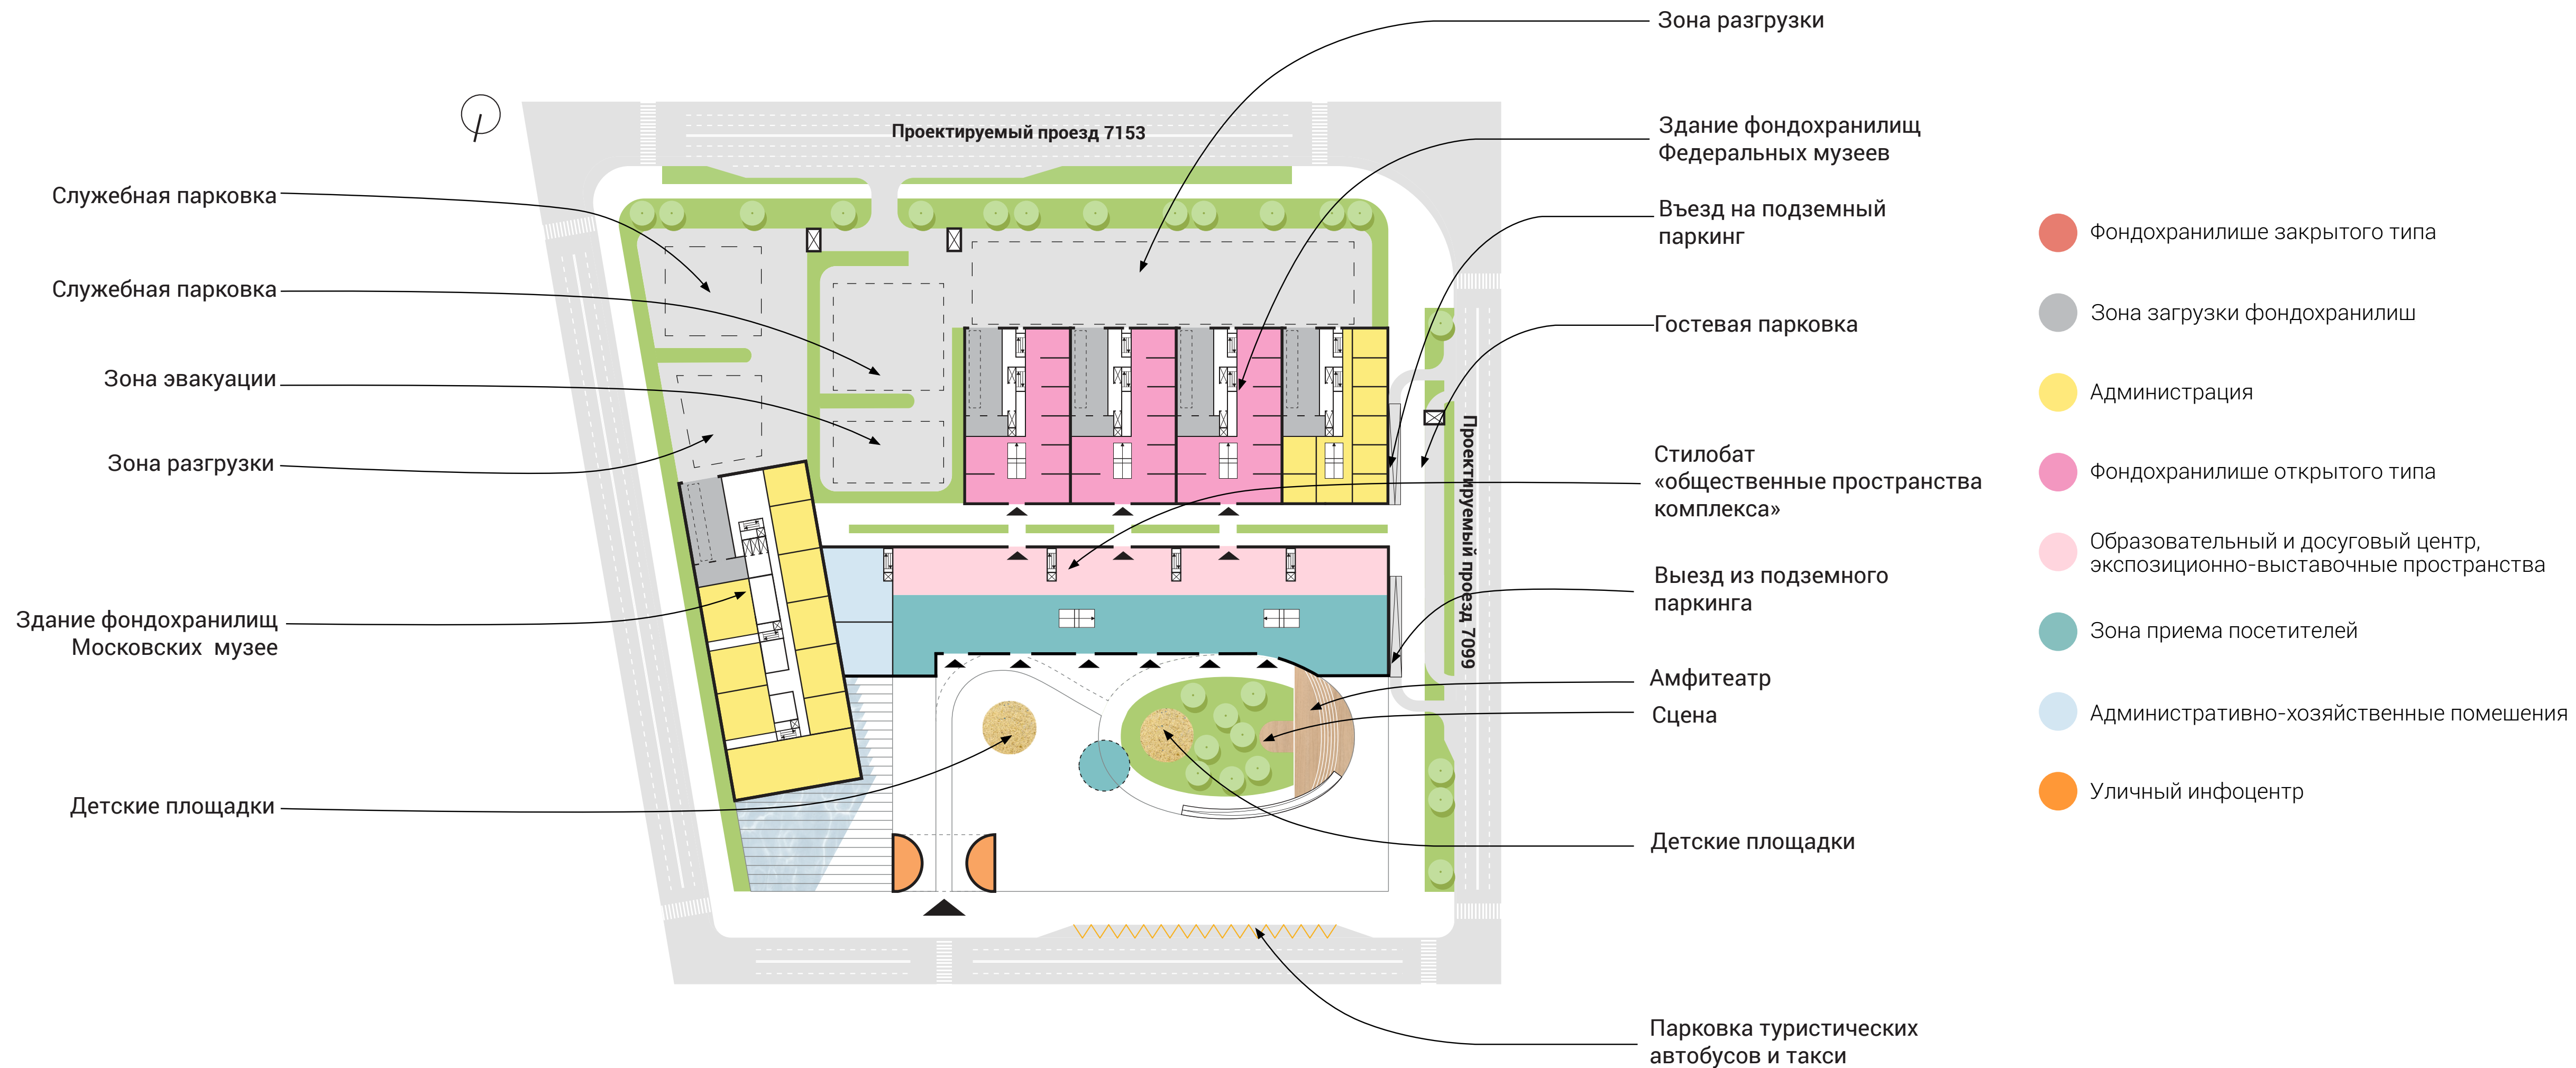 Зона разгрузки
Проектируемый проезд 7153
Здание фондохранилищ
Федеральных музеев
Служебная парковка
Въезд на подземный
паркинг
Служебная парковка
Гостевая парковка
Зона эвакуации
Зона разгрузки
Стилобат
«общественные пространства
комплекса»
Проектируемый проезд 7099
Выезд из подземного
паркинга
Здание фондохранилищ
Московских музее
Амфитеатр
Сцена
Детские площадки
Детские площадки
Парковка туристических
автобусов и такси
Фондохранилише закрытого типа
Зона загрузки фондохранилиш
Администрация
Фондохранилише открытого типа
Образовательный и досуговый центр,
экспозиционно-выставочные пространства
Зона приема посетителей
Административно-хозяйственные помешения
Уличный инфоцентр